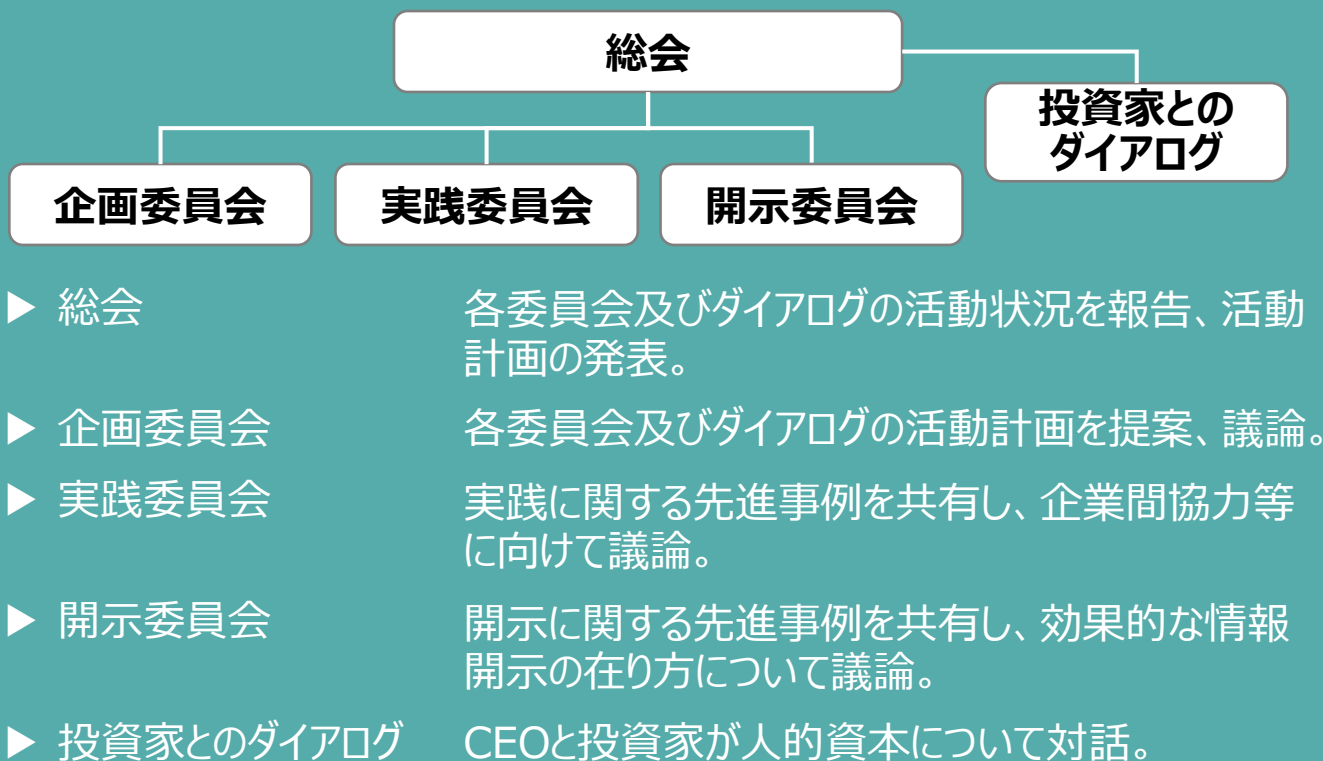 総会
投資家との
ダイアログ
企画委員会
実践委員会
開示委員会
▶ 総会
各委員会及びダイアログの活動状況を報告、活動
計画の発表。
▶ 企画委員会
各委員会及びダイアログの活動計画を提案、議論。
▶ 実践委員会
実践に関する先進事例を共有し、企業間協力等
に向けて議論。
▶ 開示委員会
開示に関する先進事例を共有し、効果的な情報
開示の在り方について議論。
▶ 投資家とのダイアログ
CEOと投資家が人的資本について対話。